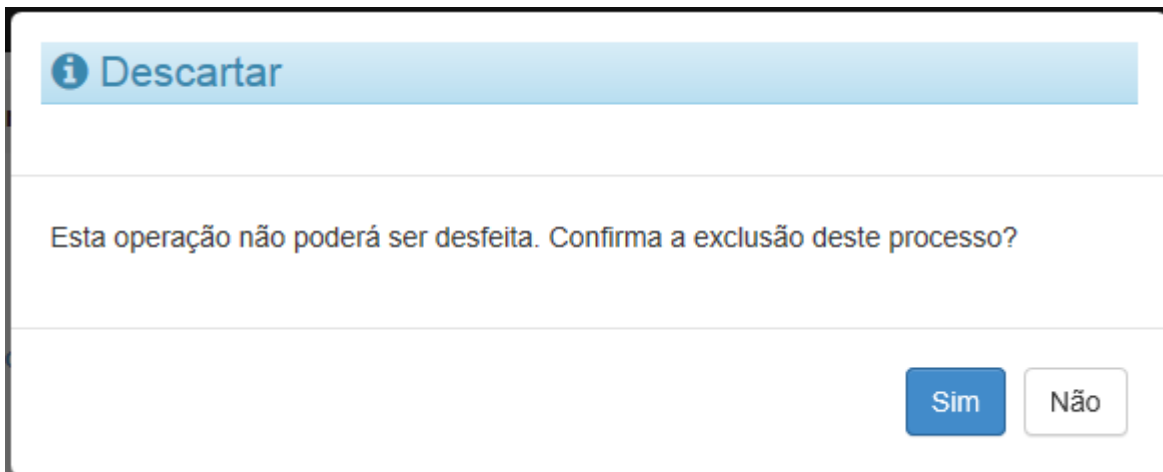 Descartar
Esta operação não poderá ser desfeita. Confirma a exclusão deste processo?
Sim
Não